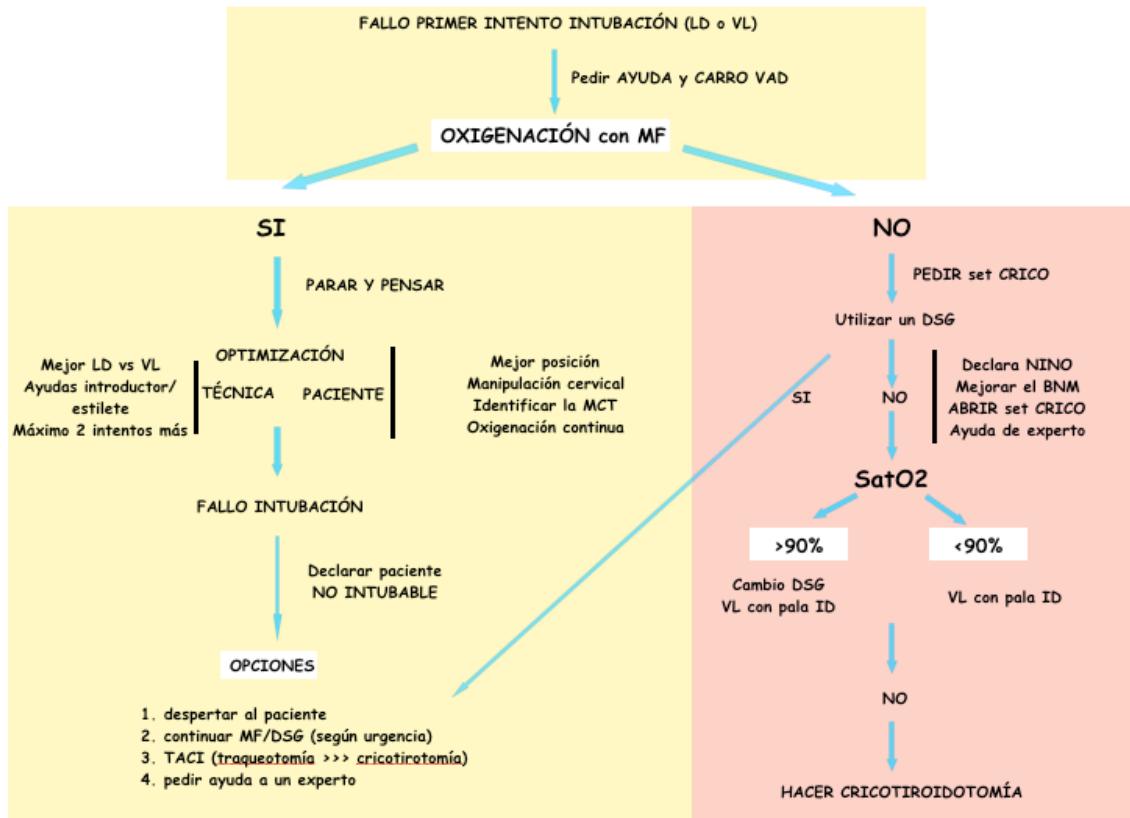 FALLO PRIMER INTENTO INTUBACIÓN (LD o VL)
Pedir AYUDA y CARRO VAD
OXIGENACIÓN con MF
SI
PARAR Y PENSAR
OPTIMIZACIÓN
TÉCNICA
PACIENTE
Mejor LD vs VL
Ayudas introductor/
estilete
Máximo 2 intentos más
Mejor posición
Manipulación cervical
Identificar la MCT
Oxigenación continua
FALLO INTUBACIÓN
Declarar paciente
NO INTUBABLE
OPCIONES
1. despertar al paciente
2. continuar MF/DSG (según urgencia)
3. TACI (traqueotomía >>> cricotirotomía)
4. pedir ayuda a un experto
NO
PEDIR set CRICO
Utilizar un DSG
SI
NO
Declara NINO
Mejorar el BNM
ABRIR set CRICO
Ayuda de experto
SatO2
>90%
<90%
Cambio DSG
VL con pala ID
VL con pala ID
NO
HACER CRICOTIROIDOTOMÍA